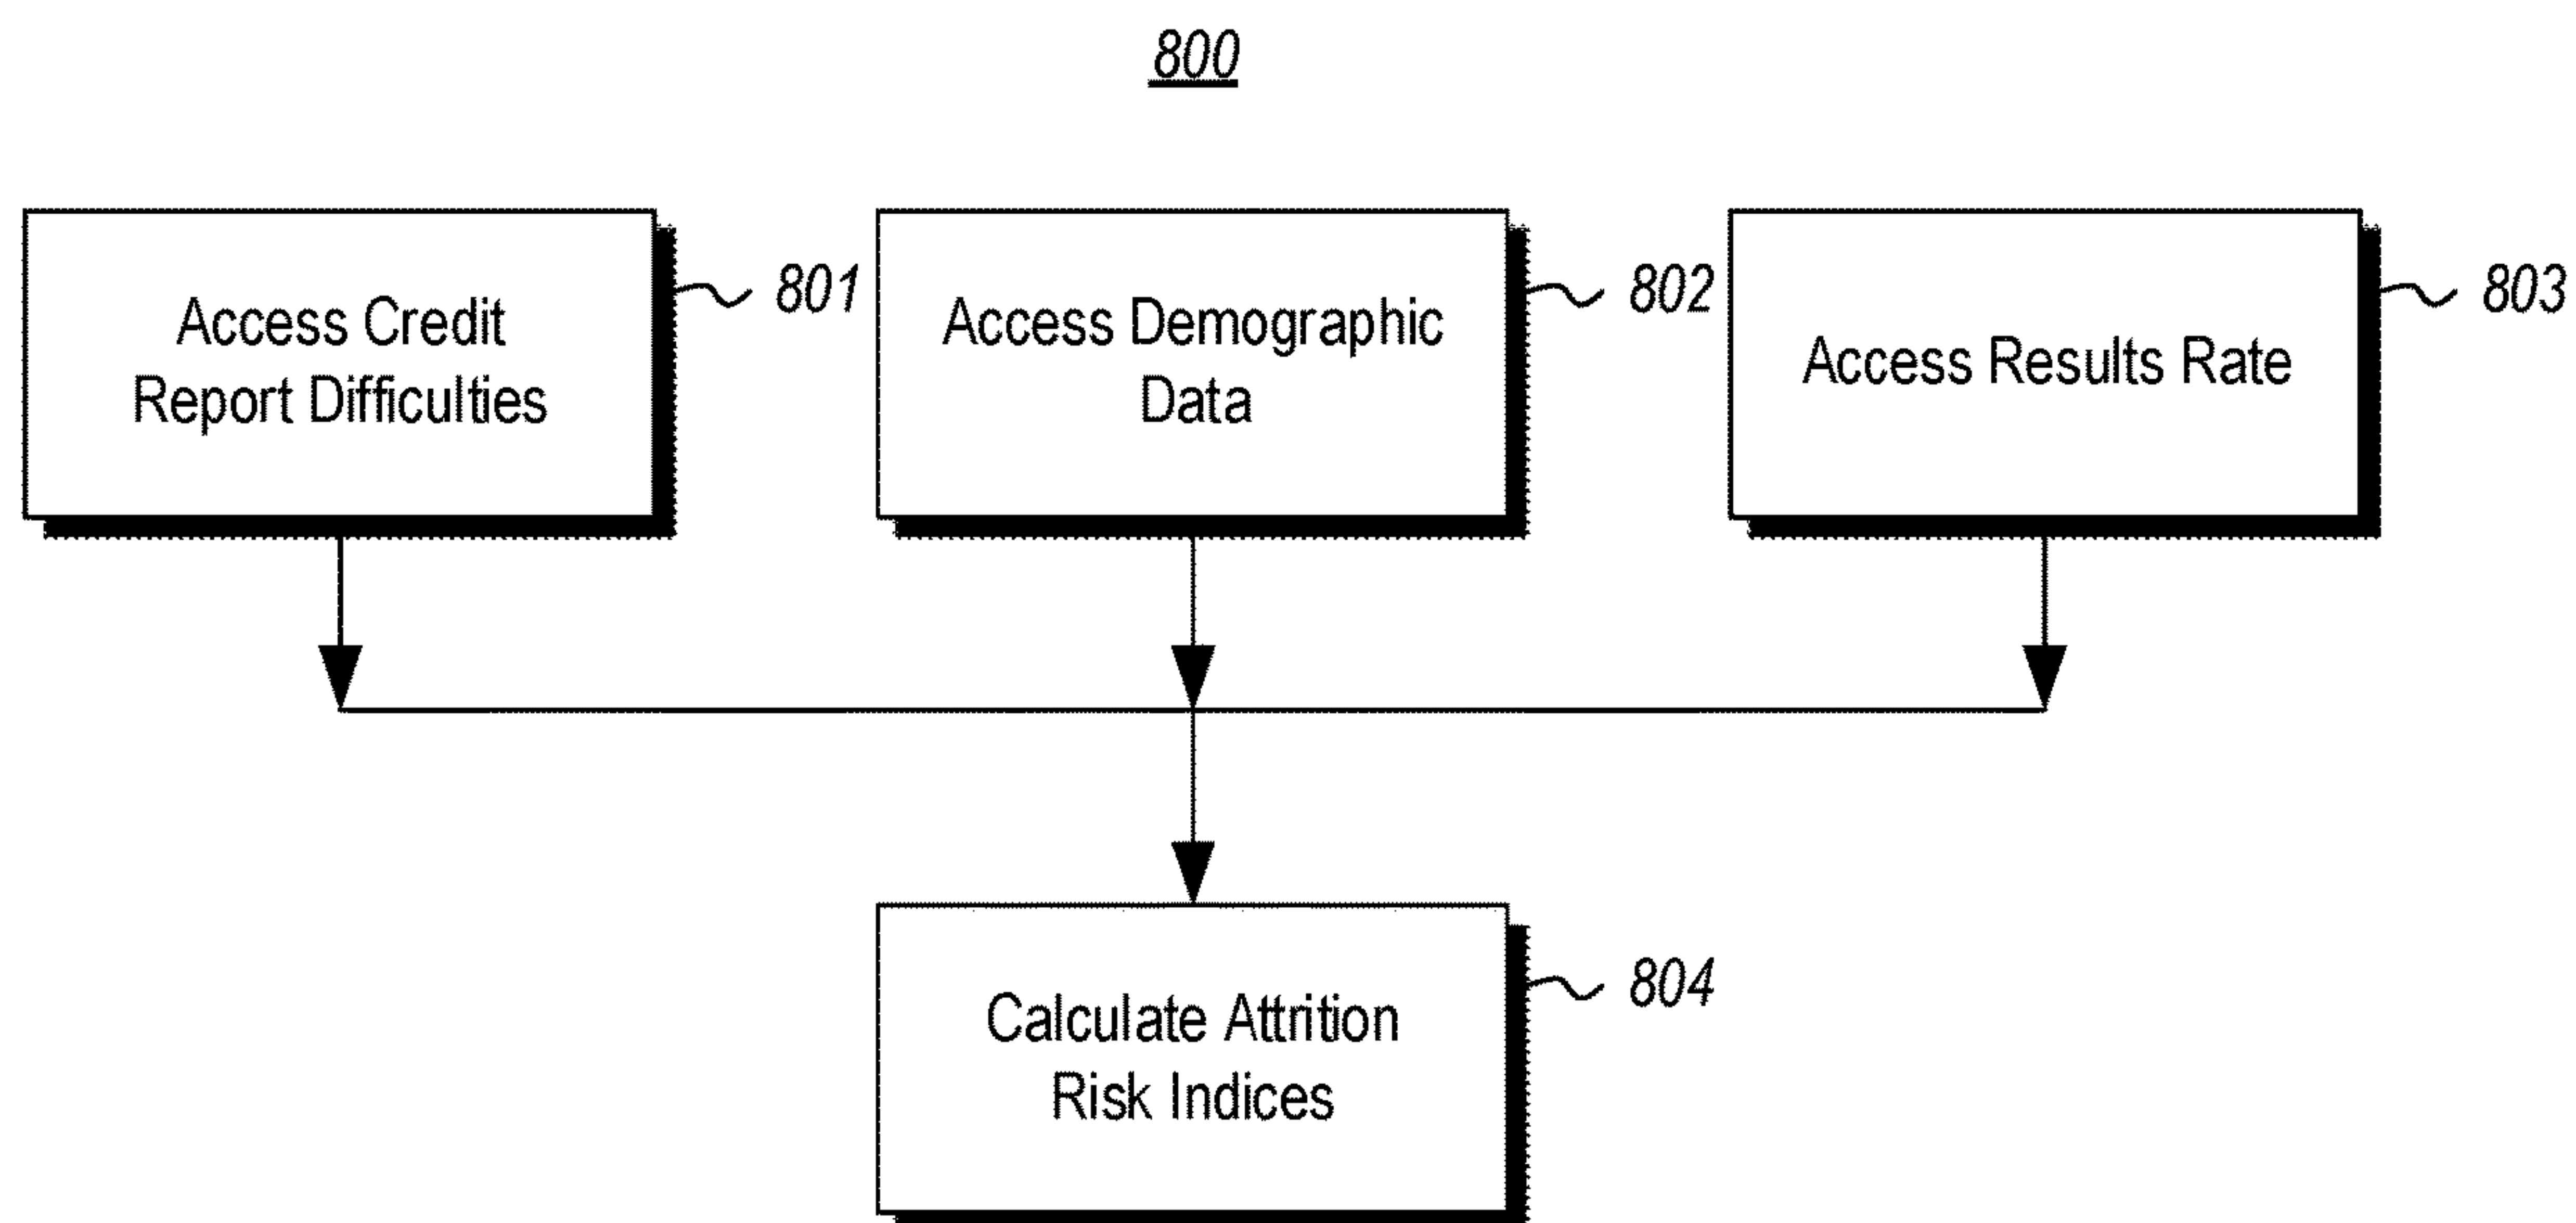 800
Access Credit
Report Difficulties
801
Access Demographic
Data
802
Access Results Rate
803
Calculate Attrition
Risk Indices
804